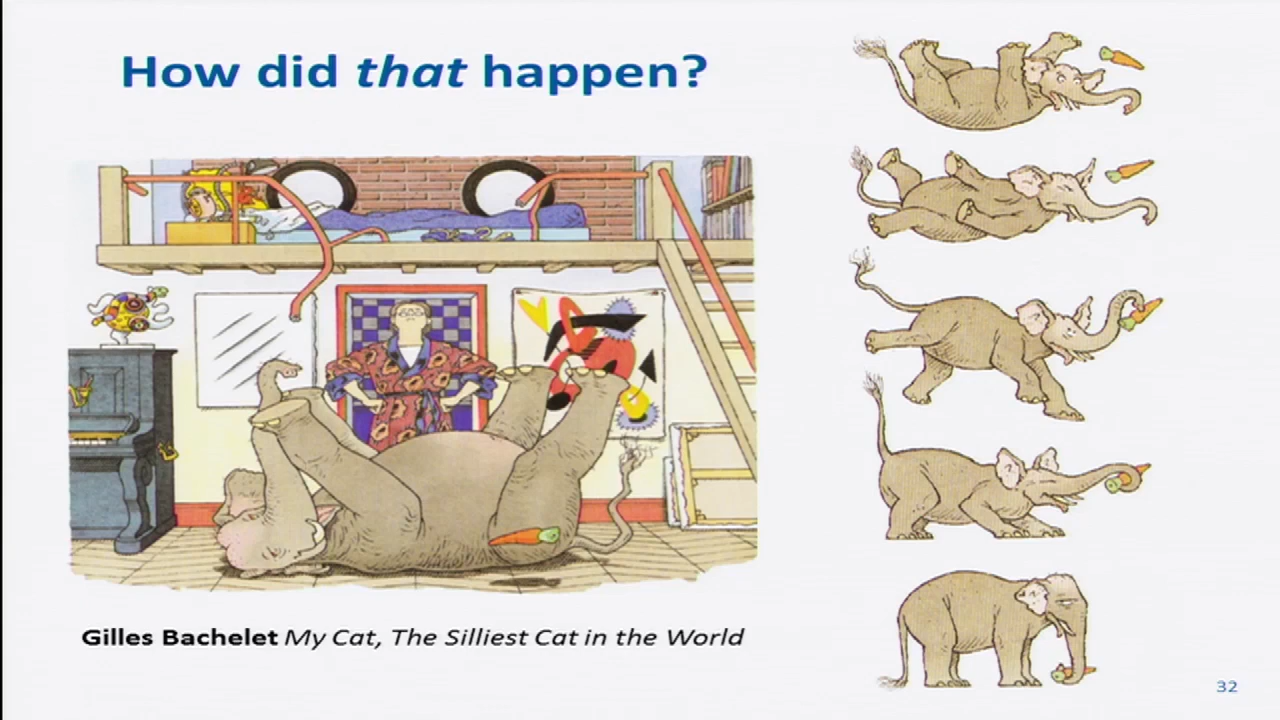 How did that happen?
Gilles Bachelet My Cat, The Silliest Cat in the World
32